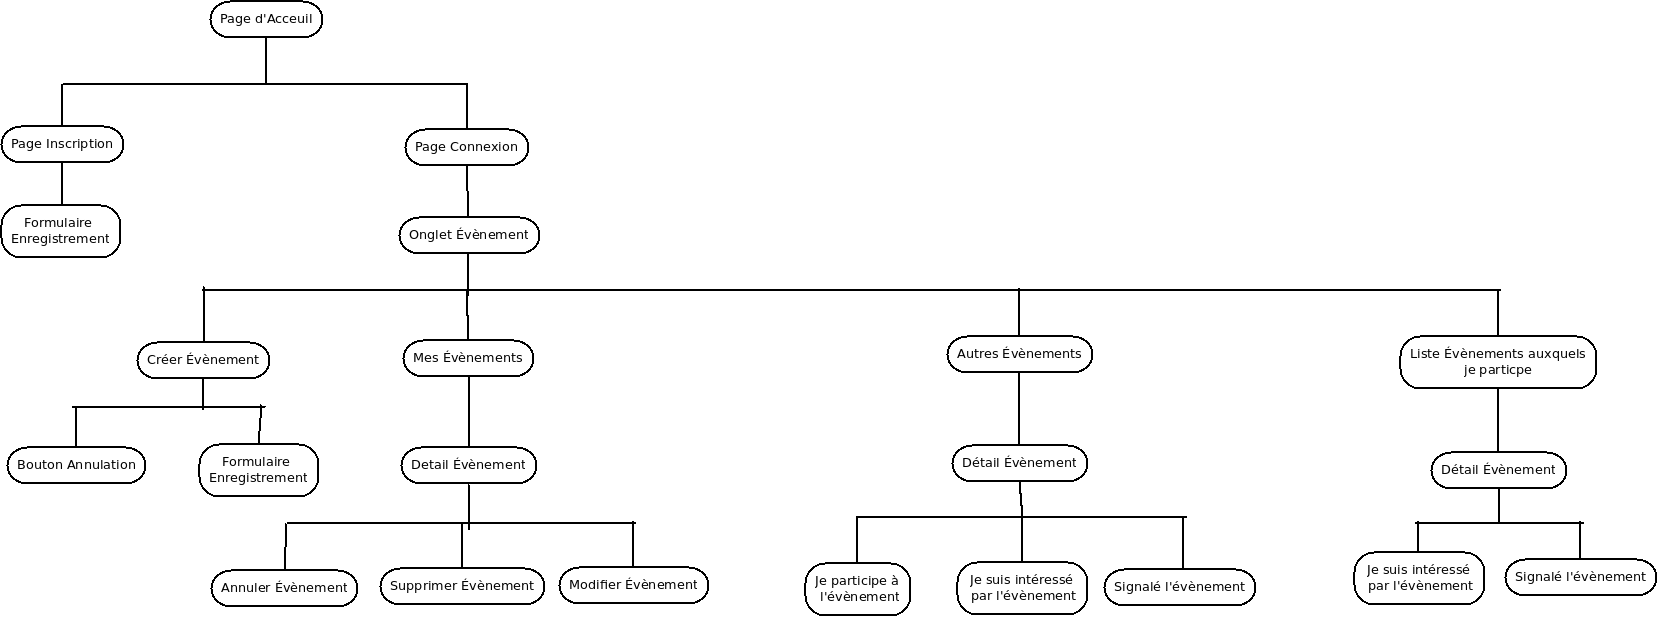 Page d'Acceuil
Page Inscription
Page Connexion
Formulaire
Enregistrement
Onglet Évènement
Créer Évènement
Mes Évènements
Autres Évènements
Liste Évènements auxquels
je particpe
Bouton Annulation
Formulaire
Enregistrement
Detail Évènement
Détail Évènement
Détail Évènement
Annuler Évènement
Supprimer Évènement
Modifier Évènement
Je participe à
l'évènement
Je suis intéressé
par l'évènement
Signalé l'évènement
Je suis intéressé
par l'évènement
Signalé l'évènement